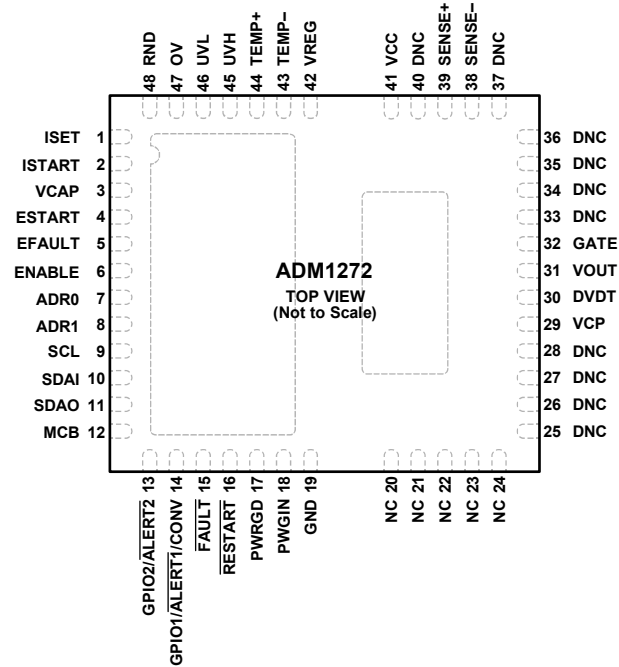 48 RND
47 OV
46 UVL
45 UVH
44 TEMP+
43 TEMP–
42 VREG
41 VCC
40 DNC
39 SENSE+
38 SENSE–
37 DNC
ISET 1
ISTART 2
VCAP 3
ESTART 4
EFAULT 5
ENABLE 6
ADR0 7
ADR1 8
SCL 9
SDAI 10
SDAO 11
MCB 12
ADM1272
TOP VIEW
(Not to Scale)
36 DNC
35 DNC
34 DNC
33 DNC
32 GATE
31 VOUT
30 DVDT
29 VCP
28 DNC
27 DNC
26 DNC
25 DNC
GPIO2/ALERT2 13
GPIO1/ALERT1/CONV 14
FAULT 15
RESTART 16
PWRGD 17
PWGIN 18
GND 19
NC 20
NC 21
NC 22
NC 23
NC 24